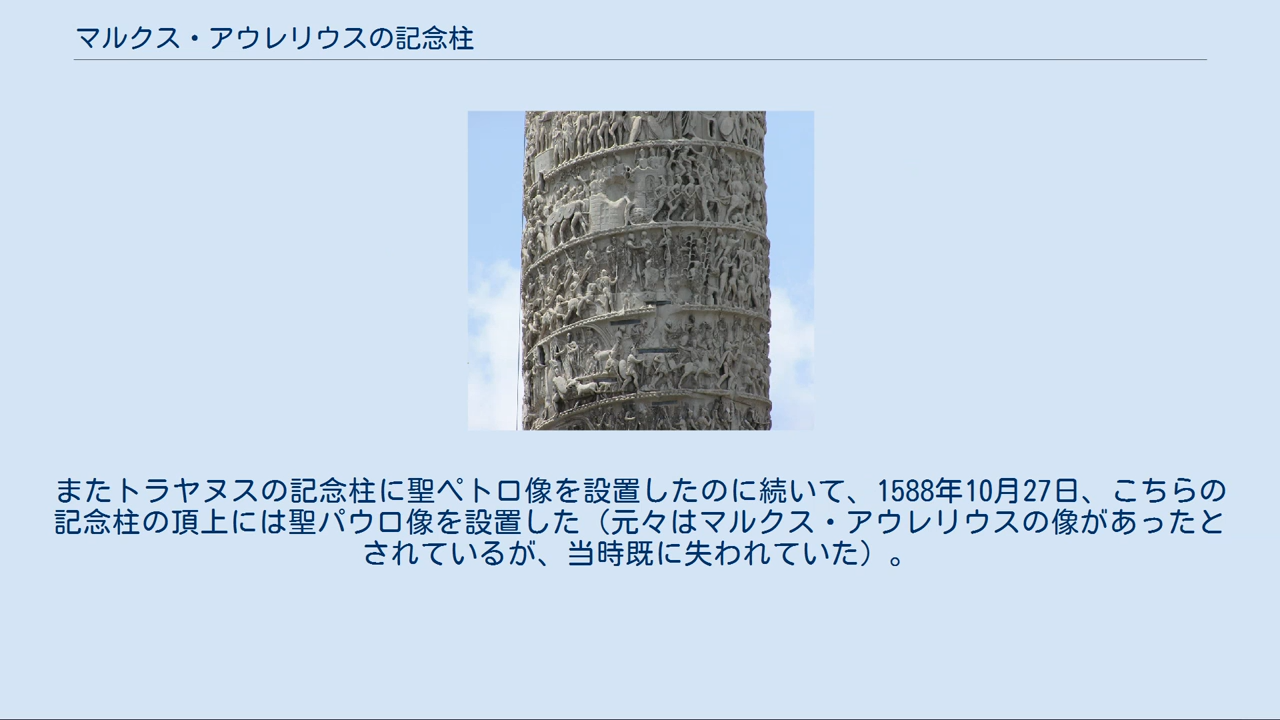 マルクス・アウレリウスの記念柱
またトラヤヌスの記念柱に聖ペトロ像を設置したのに続いて、1588年10月27日、こちらの
記念柱の頂上には聖パウロ像を設置した（元々はマルクス・アウレリウスの像があったと
されているが、当時既に失われていた）。